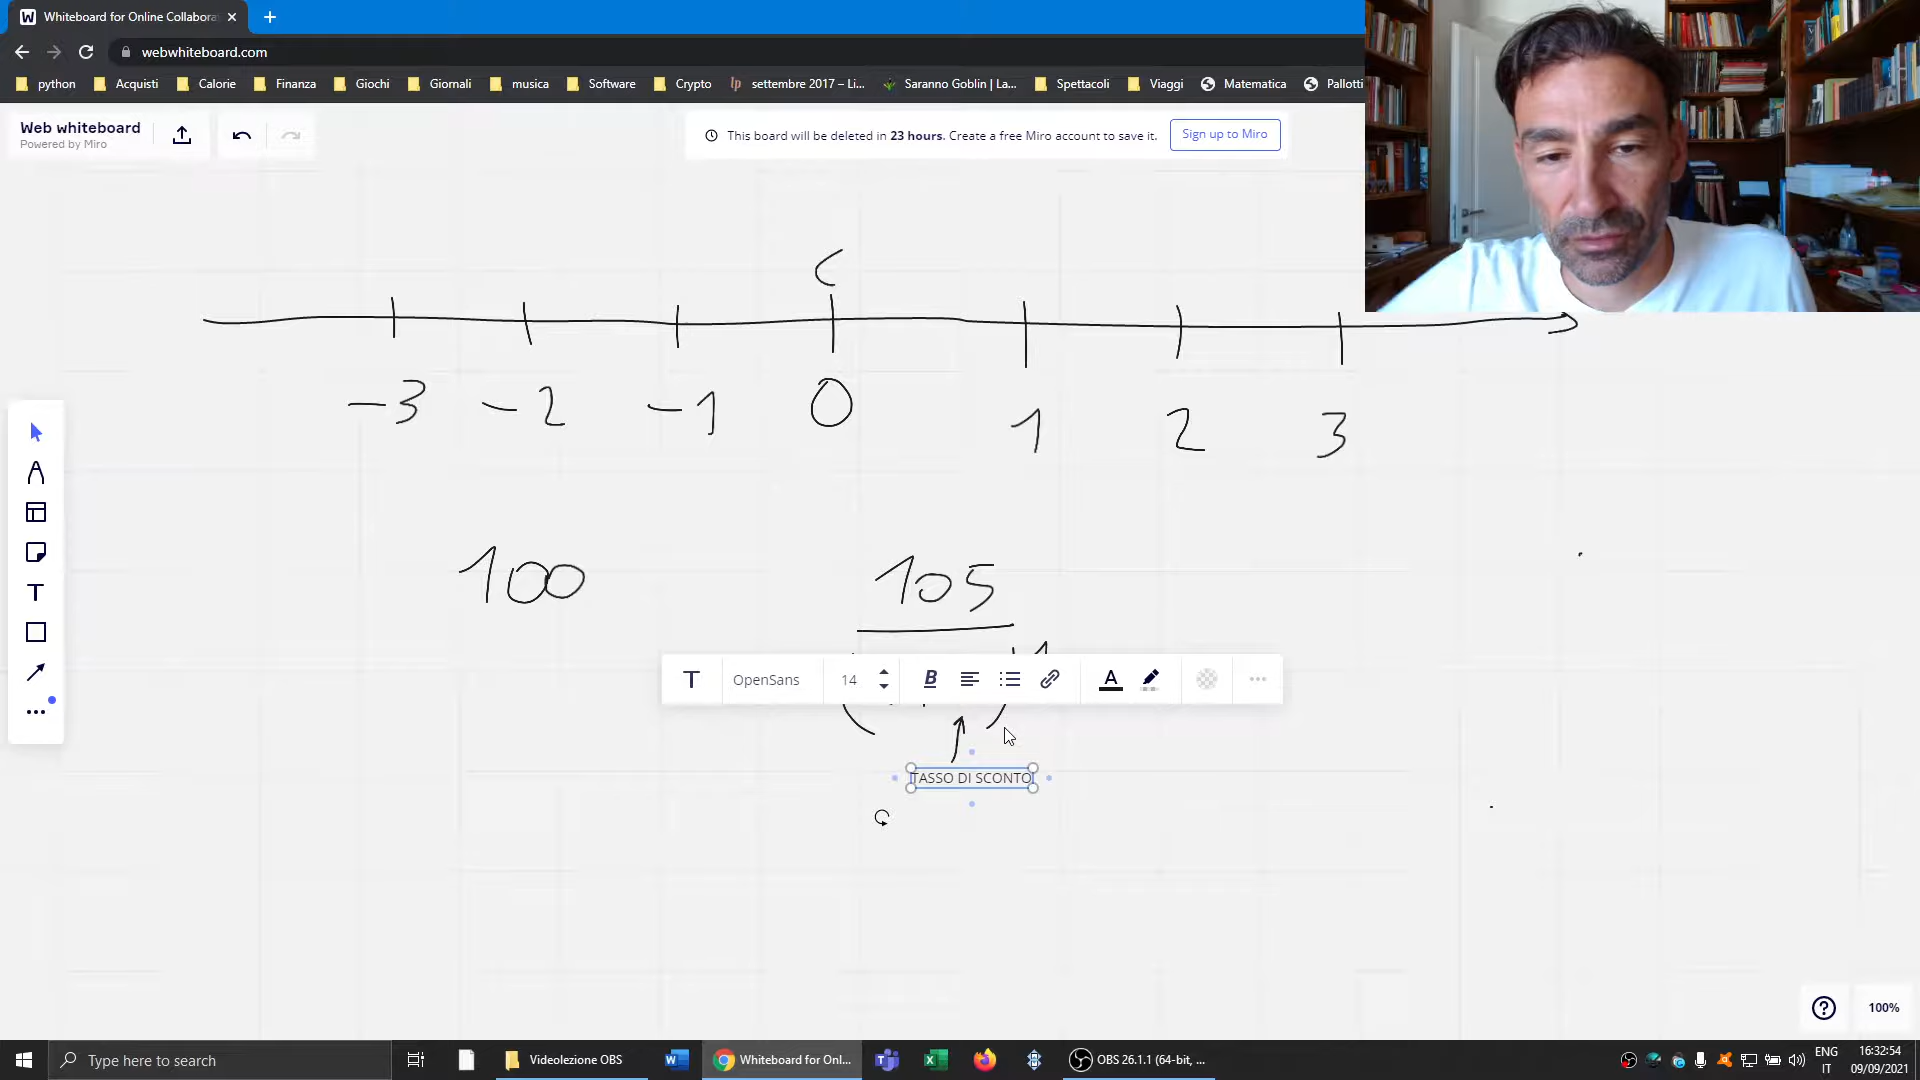 Whiteboard for Online Collabora
webwhiteboard.com
python
Acquisti
Calorie
Finanza
Giochi
Giornali
musica
Software
Crypto
settembre 2017 – Li...
Saranno Goblin | La...
Spettacoli
Viaggi
Matematica
Pallotti
Web whiteboard
Powered by Miro
This board will be deleted in 23 hours. Create a free Miro account to save it.
Sign up to Miro
C
-3 -2 -1 0 1 2 3
100
105
T OpenSans 14 B A
TASSO DI SCONTO
100%
Type here to search
Videolezione OBS
Whiteboard for Onl...
OBS 26.1.1 (64-bit, ...
ENG
IT
16:32:54
09/09/2021